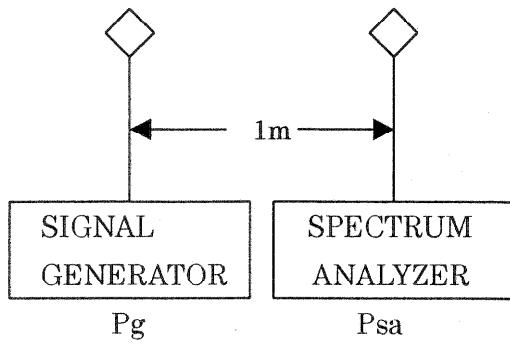 1m
SIGNAL
GENERATOR
SPECTRUM
ANALYZER
Pg
Psa